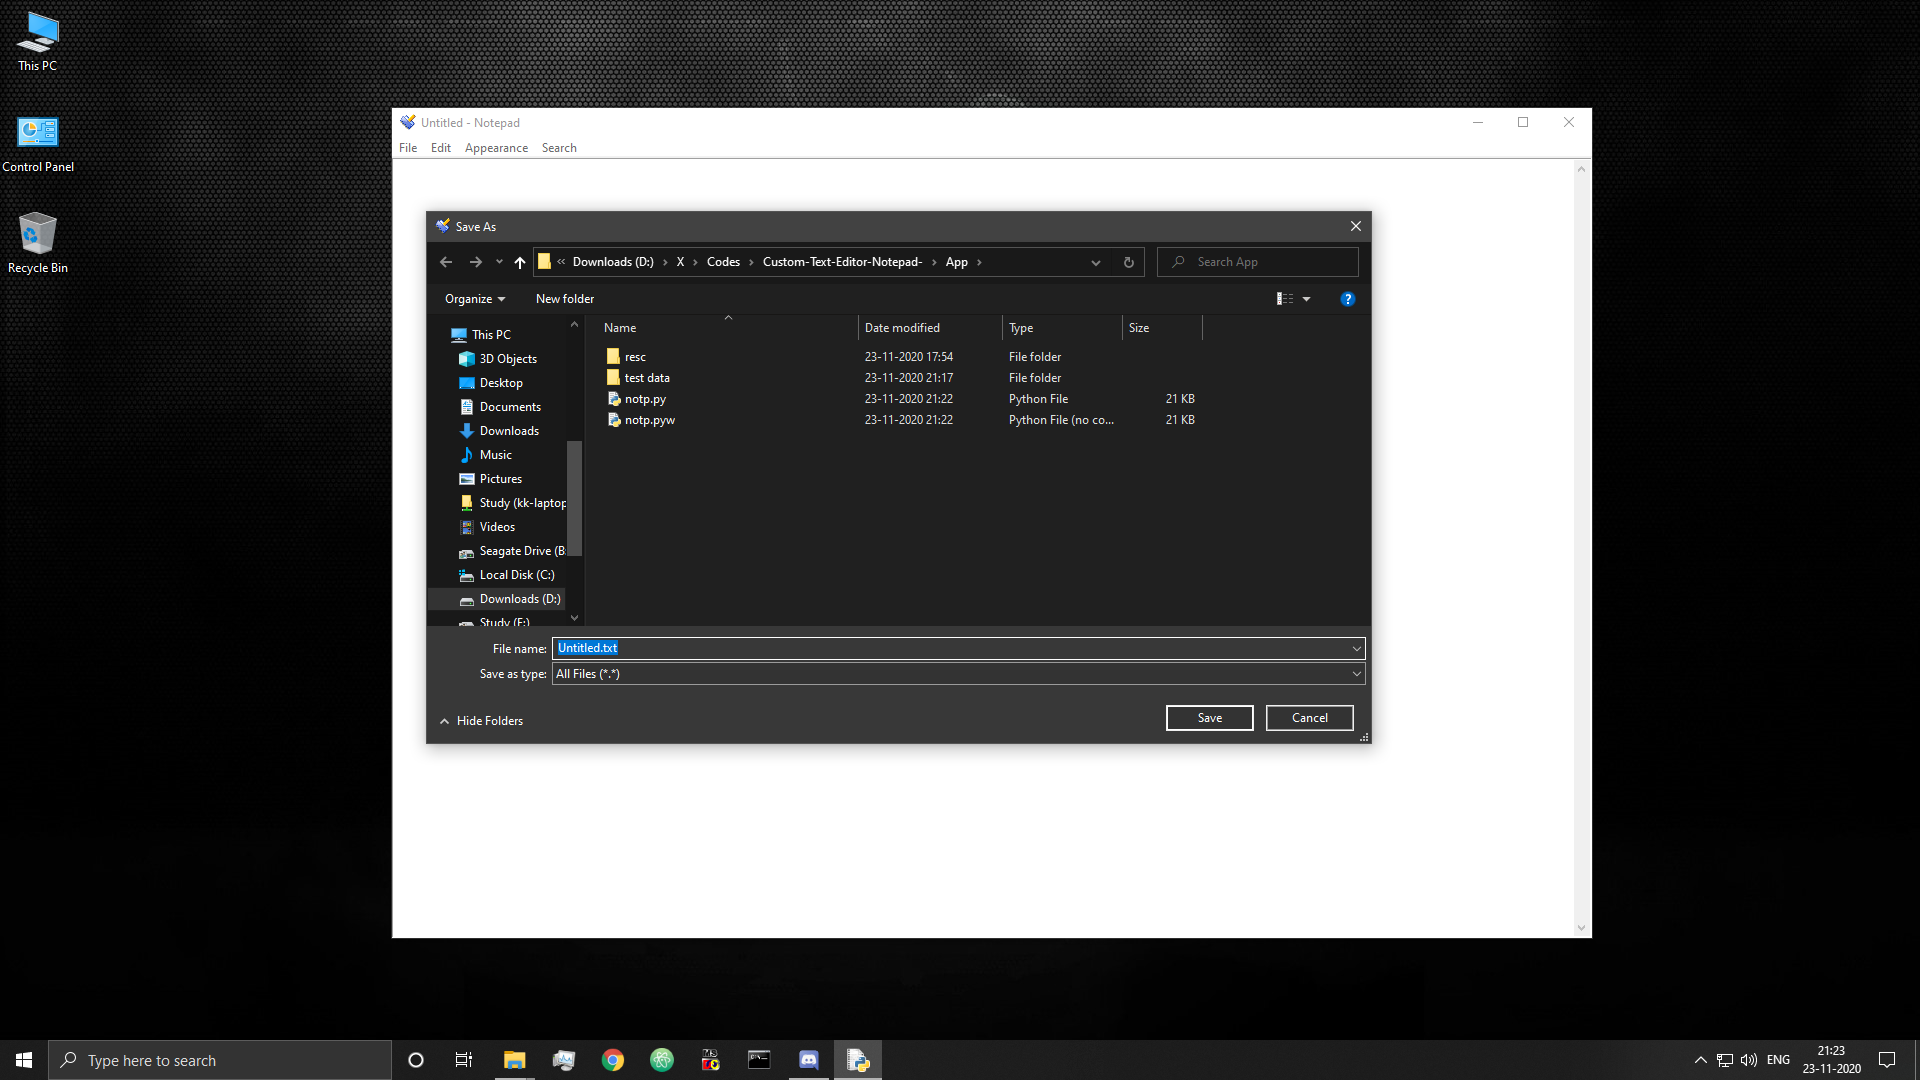 This PC
Control Panel
Recycle Bin
Untitled - Notepad
File Edit Appearance Search
Save As
« Downloads (D:) › X › Codes › Custom-Text-Editor-Notepad- › App ›
Search App
Organize New folder
?
This PC
3D Objects
Desktop
Documents
Downloads
Music
Pictures
Study (kk-laptop
Videos
Seagate Drive (B:
Local Disk (C:)
Downloads (D:)
Study (E:)
Name Date modified Type Size
resc 23-11-2020 17:54 File folder
test data 23-11-2020 21:17 File folder
notp.py 23-11-2020 21:22 Python File 21 KB
notp.pyw 23-11-2020 21:22 Python File (no co... 21 KB
File name: Untitled.txt
Save as type: All Files (*.*)
Hide Folders
Save Cancel
Type here to search
ENG
21:23
23-11-2020